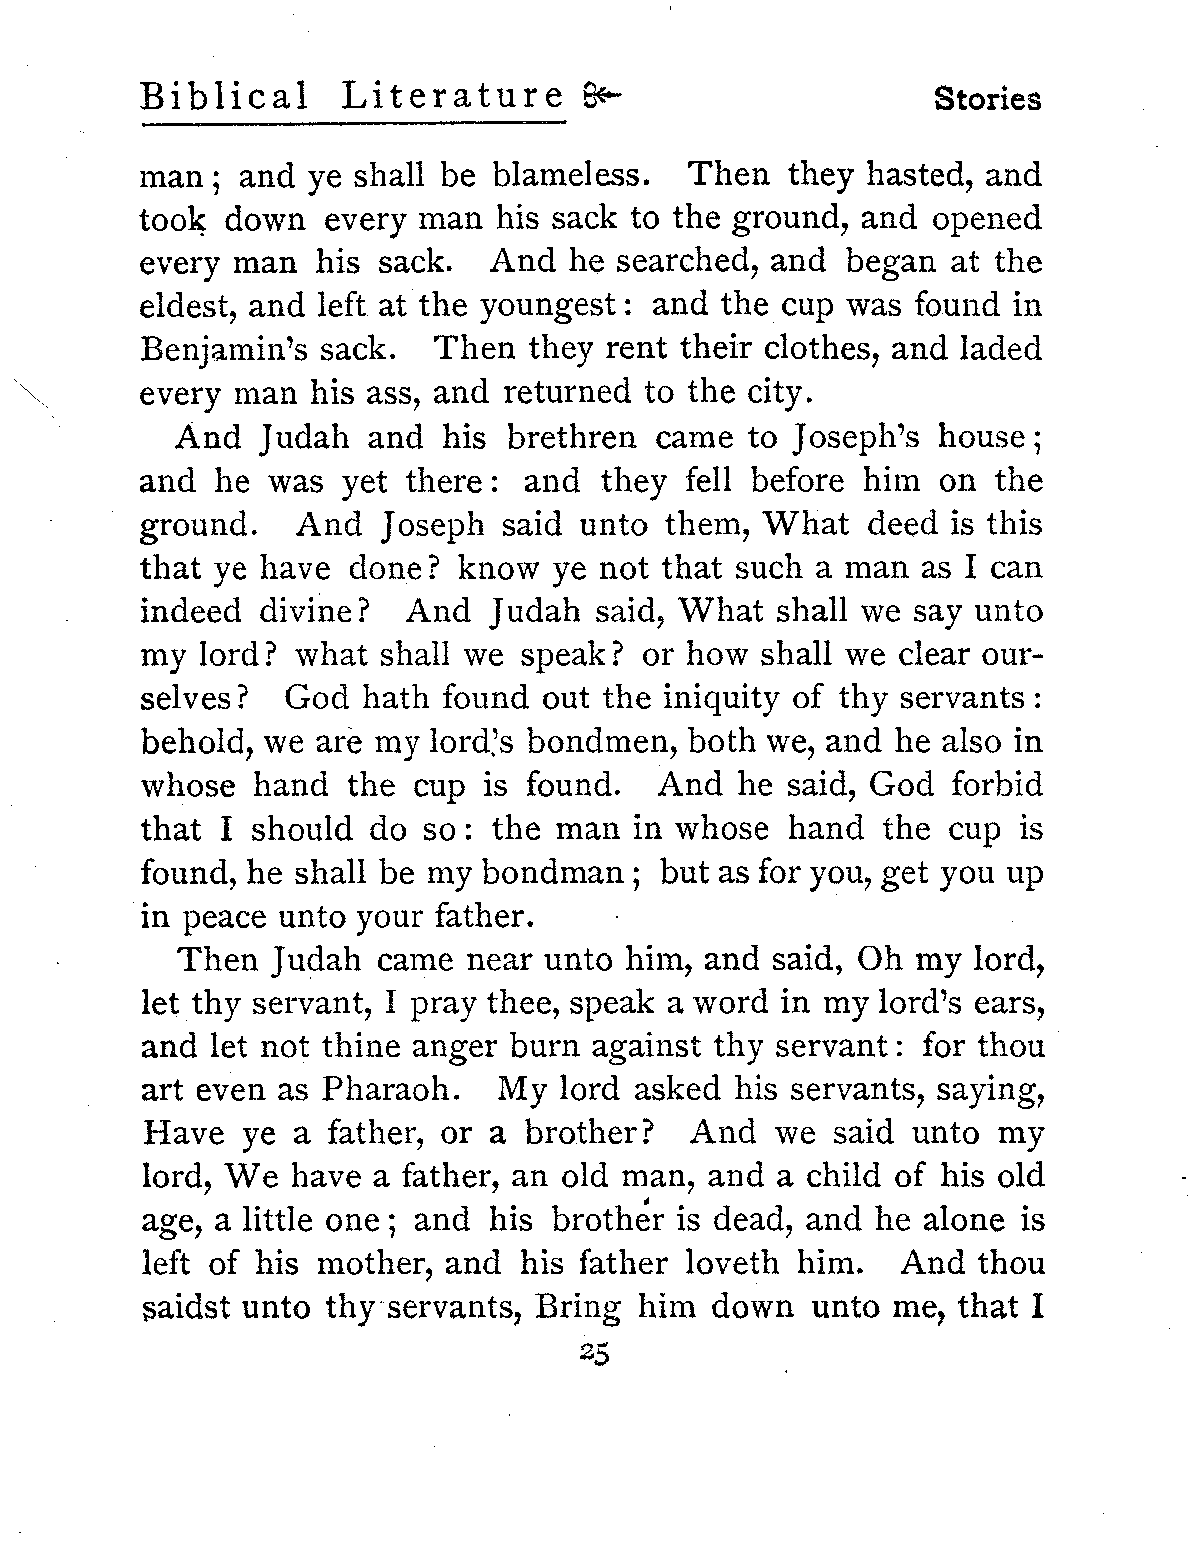 Biblical Literature Stories
man; and ye shall be blameless. Then they hasted, and
took down every man his sack to the ground, and opened
every man his sack. And he searched, and began at the
eldest, and left at the youngest: and the cup was found in
Benjamin's sack. Then they rent their clothes, and laded
every man his ass, and returned to the city.
And Judah and his brethren came to Joseph's house;
and he was yet there: and they fell before him on the
ground. And Joseph said unto them, What deed is this
that ye have done? know ye not that such a man as I can
indeed divine? And Judah said, What shall we say unto
my lord? what shall we speak? or how shall we clear our-
selves? God hath found out the iniquity of thy servants:
behold, we are my lord's bondmen, both we, and he also in
whose hand the cup is found. And he said, God forbid
that I should do so: the man in whose hand the cup is
found, he shall be my bondman; but as for you, get you up
in peace unto your father.
Then Judah came near unto him, and said, Oh my lord,
let thy servant, I pray thee, speak a word in my lord's ears,
and let not thine anger burn against thy servant: for thou
art even as Pharaoh. My lord asked his servants, saying,
Have ye a father, or a brother? And we said unto my
lord, We have a father, an old man, and a child of his old
age, a little one; and his brother is dead, and he alone is
left of his mother, and his father loveth him. And thou
saidst unto thy servants, Bring him down unto me, that I
25